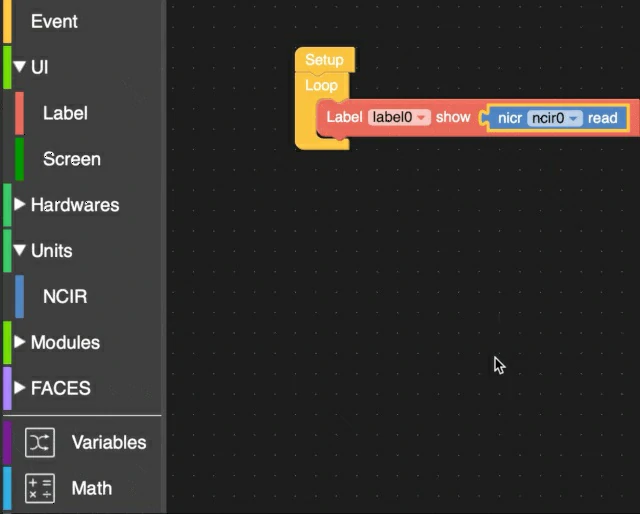 Event
UI
Label
Screen
Hardwares
Units
NCIR
Modules
FACES
Variables
Math
Setup
Loop
Label label0 show nicr ncir0 read